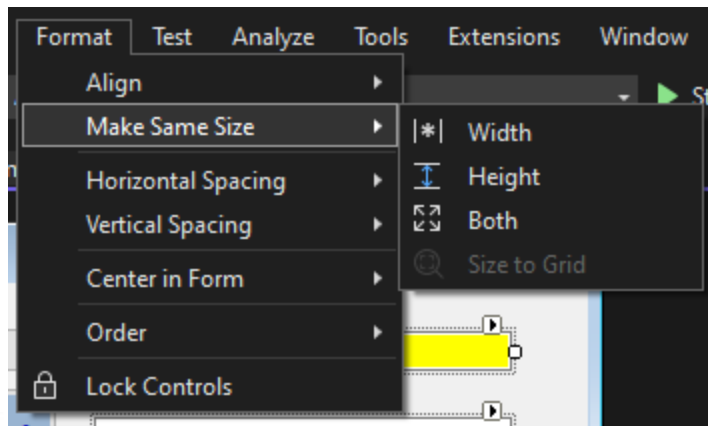 Format Test Analyze Tools Extensions Window
Align
Make Same Size
Width
Height
Both
Size to Grid
Horizontal Spacing
Vertical Spacing
Center in Form
Order
Lock Controls